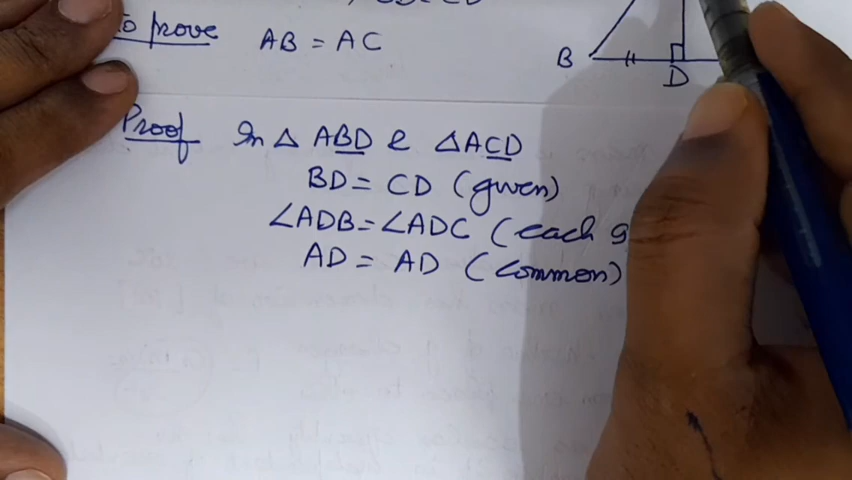 To prove AB = AC
B
D
Proof In △ ABD & △ACD
BD = CD (given)
∠ADB = ∠ADC (each 9
AD = AD (common)